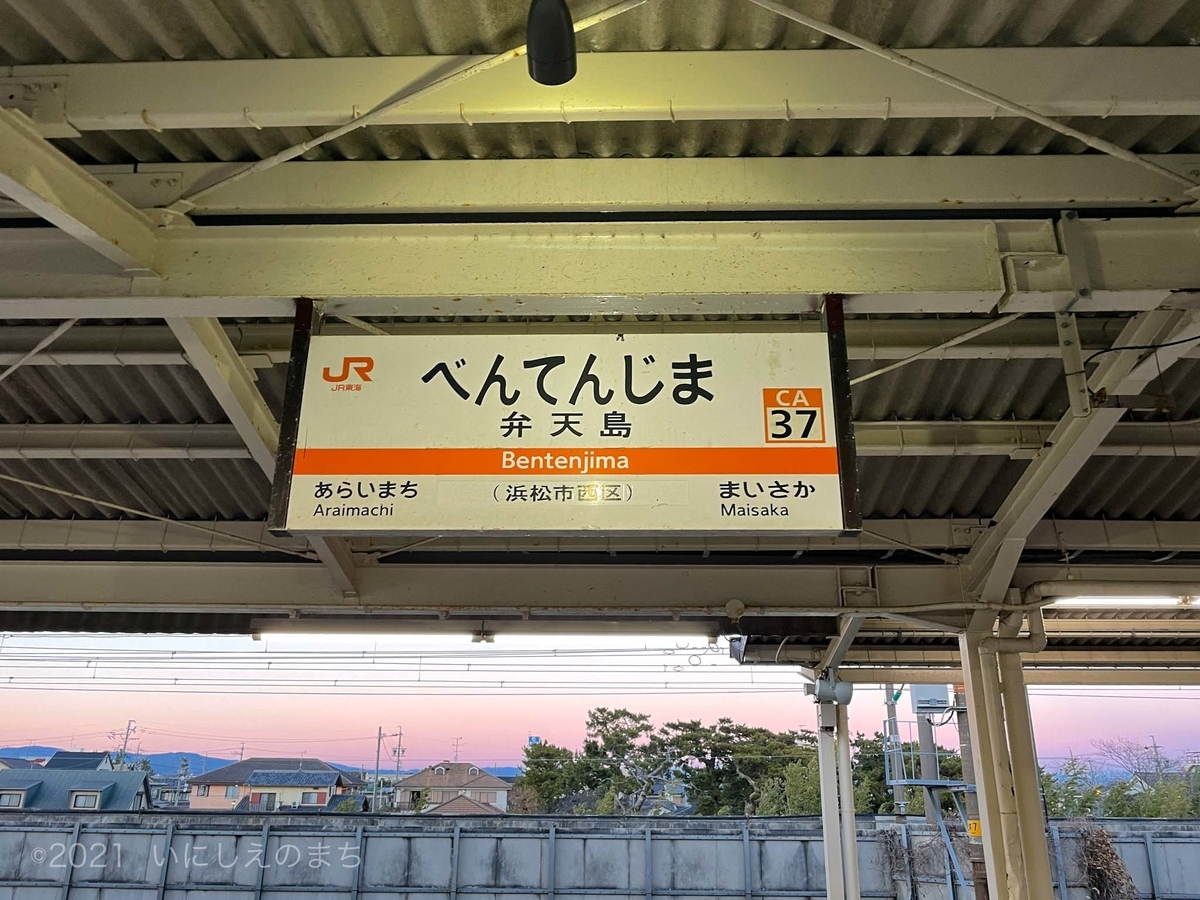 JR
JR東海
べんてんじま
弁天島
CA
37
Bentenjima
あらいまち
Araimachi
(浜松市西区)
まいさか
Maisaka
37
©2021 いにしえのまち